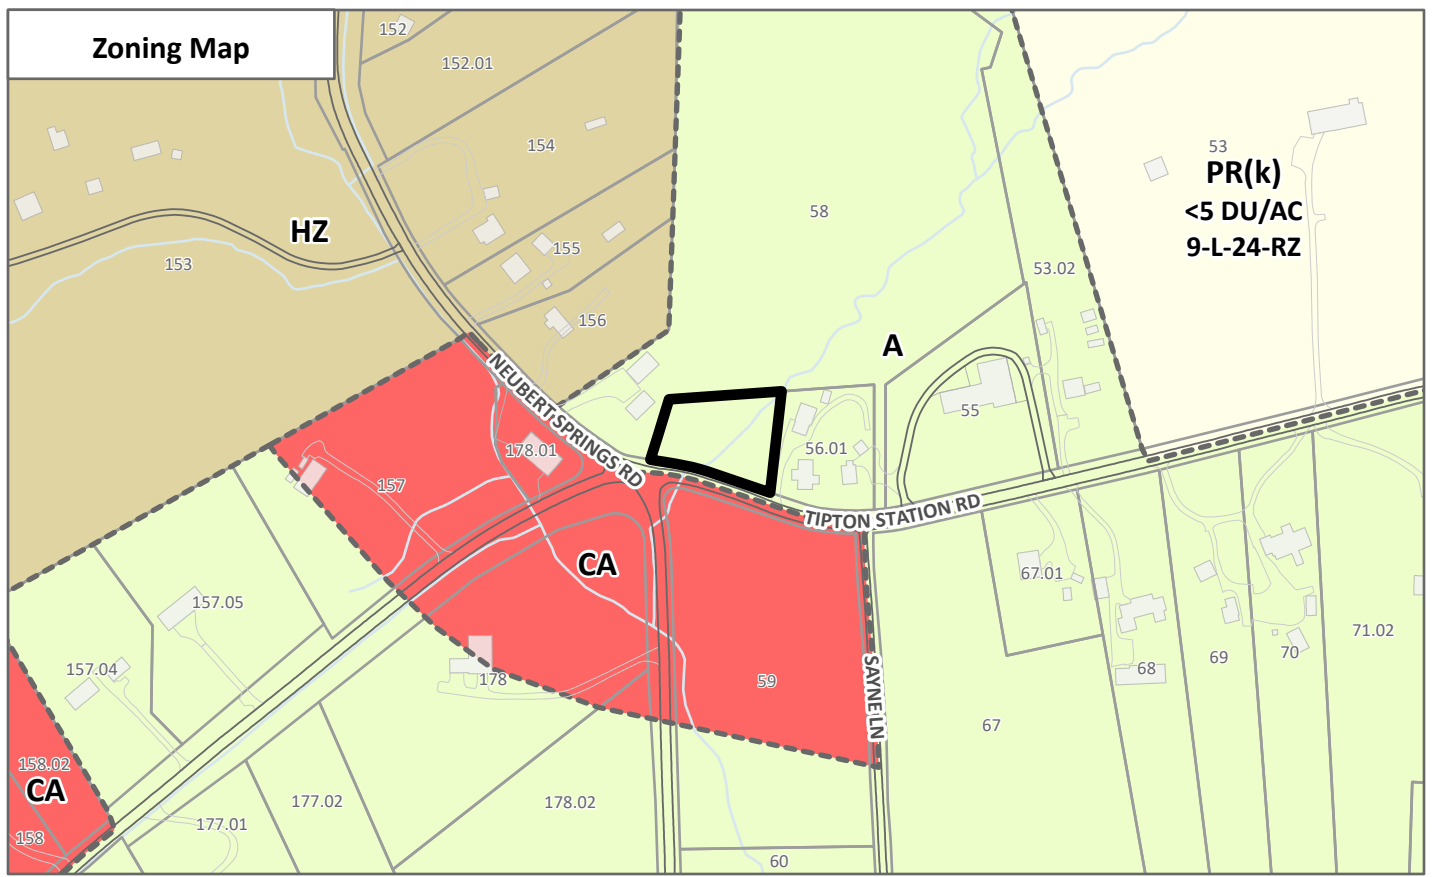 Zoning Map
152
152.01
154
53
PR(k)
<5 DU/AC
9-L-24-RZ
58
HZ
155
153
53.02
156
A
NEUBERT SPRINGS RD
55
178.01
56.01
157
TIPTON STATION RD
CA
67.01
157.05
71.02
70
69
68
157.04
178
59
SAYNE LN
67
158.02
CA
177.02
178.02
177.01
158
60